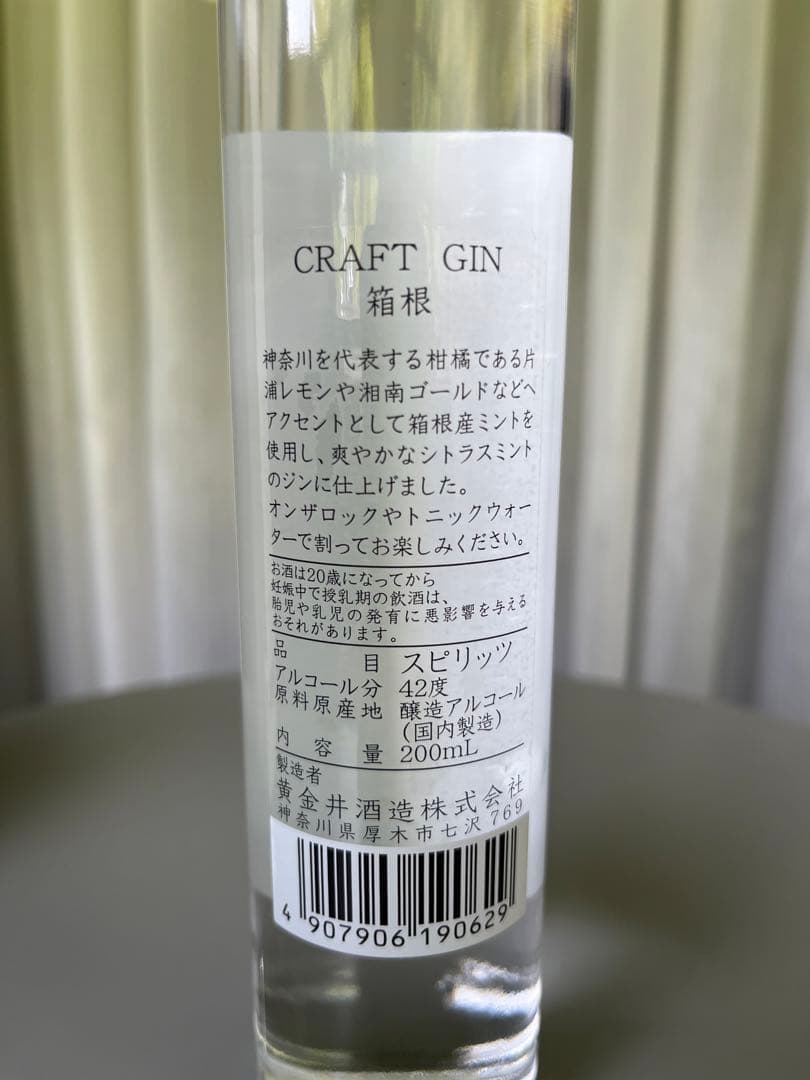 CRAFT GIN
箱根
神奈川を代表する柑橘である片
浦レモンや湘南ゴールドなどへ
アクセントとして箱根産ミントを
使用し、爽やかなシトラスミント
のジンに仕上げました。
オンザロックやトニックウォー
ターで割ってお楽しみください。
お酒は20歳になってから
妊娠中で授乳期の飲酒は、
胎児や乳児の発育に悪影響を与える
おそれがあります。
品目 スピリッツ
アルコール分 42度
原料原産地 醸造アルコール
(国内製造)
内容量 200mL
製造者
黄金井酒造株式会社
神奈川県厚木市七沢769
4 907906 190629